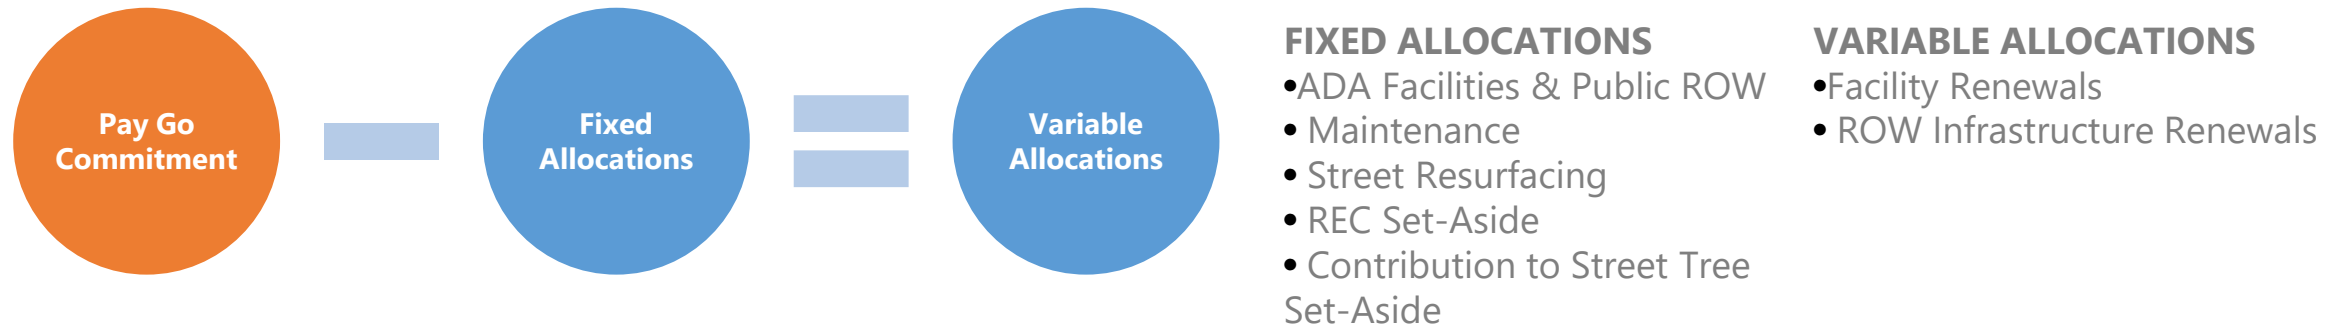 Pay Go
Commitment
Fixed
Allocations
Variable
Allocations
FIXED ALLOCATIONS
•ADA Facilities & Public ROW
• Maintenance
• Street Resurfacing
• REC Set-Aside
• Contribution to Street Tree
Set-Aside
VARIABLE ALLOCATIONS
•Facility Renewals
• ROW Infrastructure Renewals